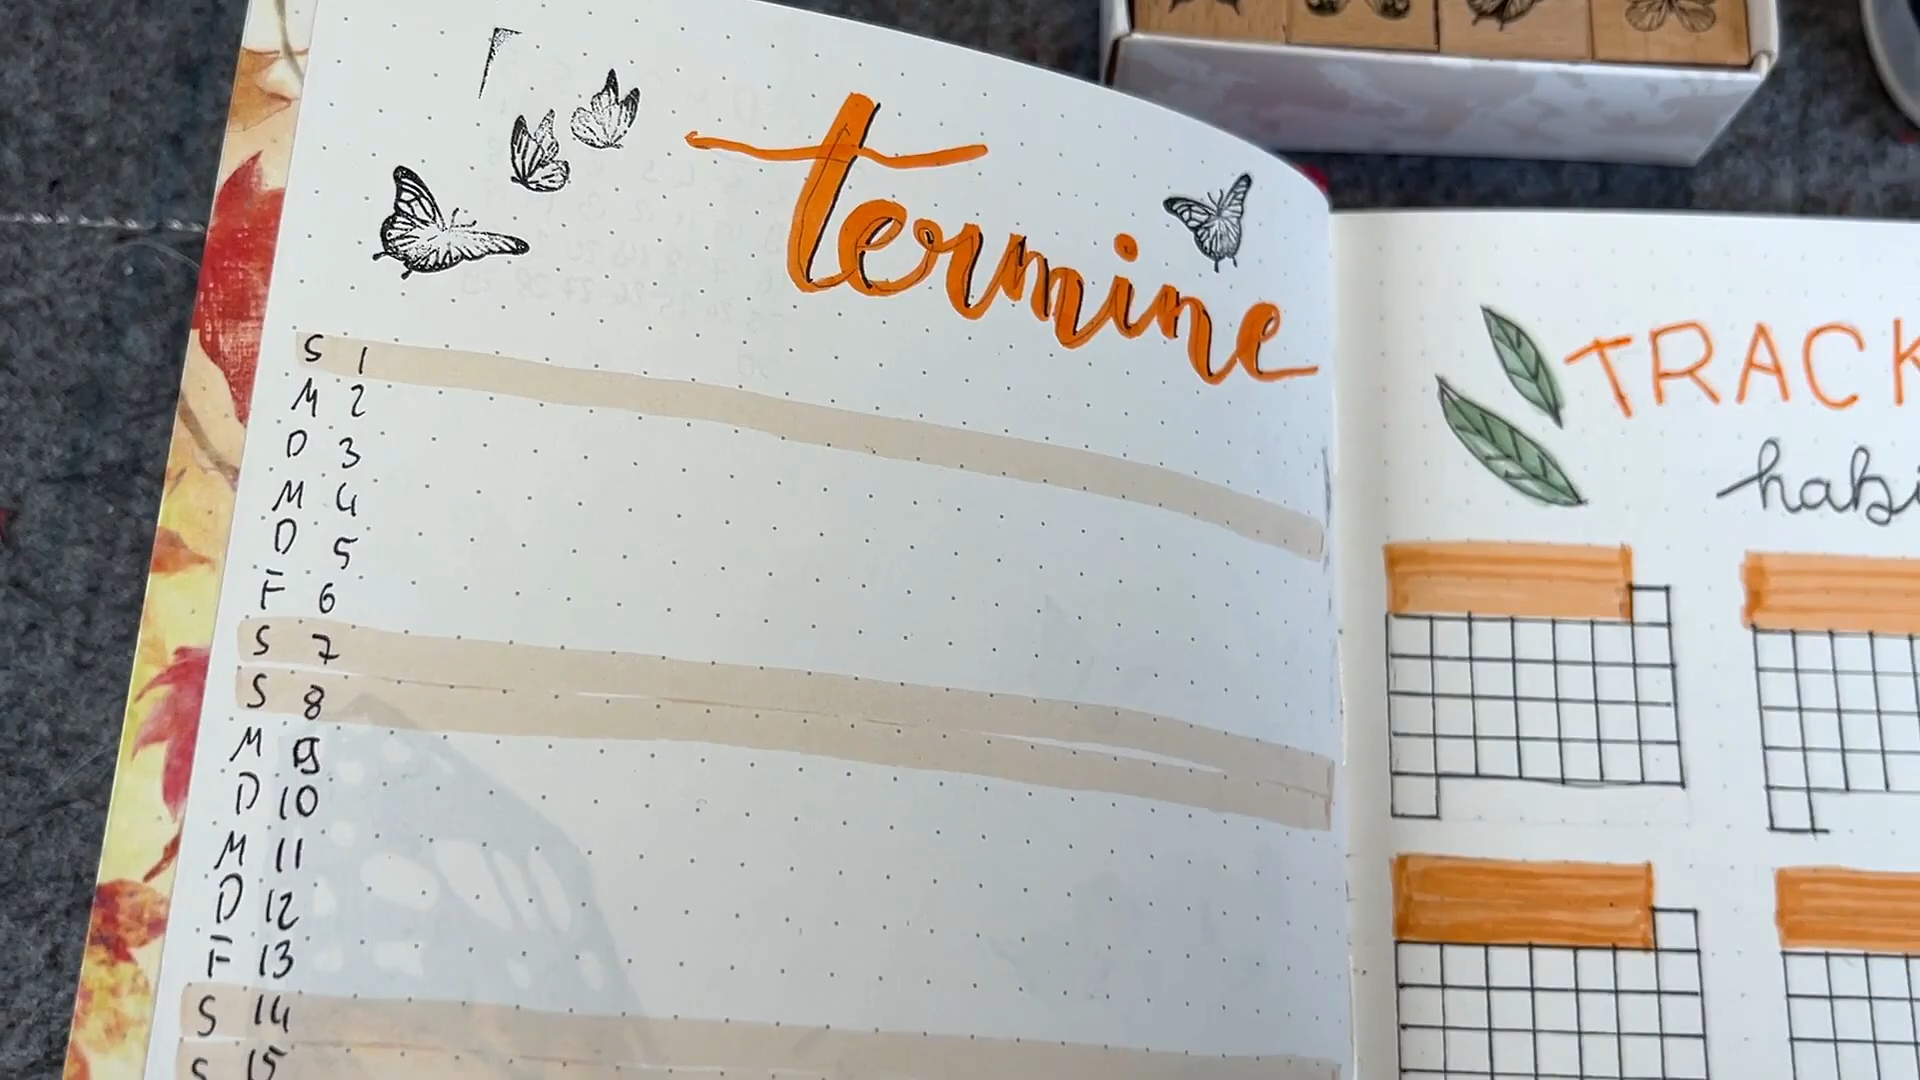 termine
S 1
M 2
D 3
M 4
D 5
F 6
S 7
S 8
M 9
D 10
M 11
D 12
F 13
S 14
S 15
TRACK
habi